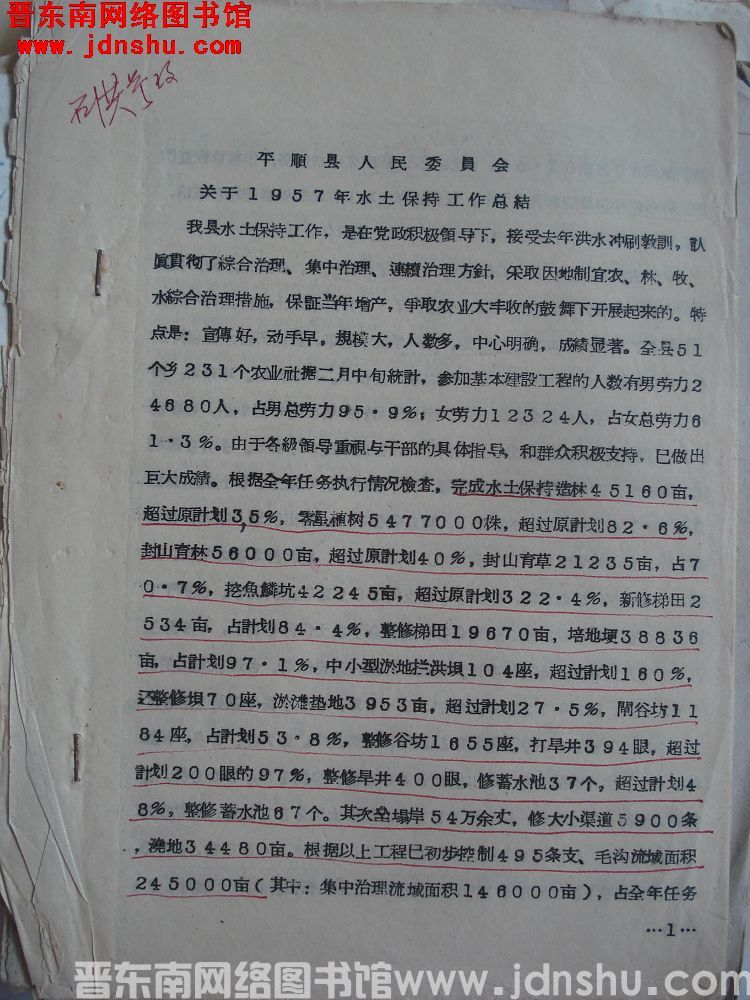 晋东南网络图书馆
www.jdnshu.com
平順县人民委員会
关于1957年水土保持工作总結
我县水土保持工作，是在党政积极領导下，接受去年洪水冲刷教訓，認
眞貫彻了綜合治理、集中治理、連續治理方針，采取因地制宜农、林、牧、
水綜合治理措施，保証当年增产，爭取农业大丰收的鼓舞下开展起来的。特
点是：宣傳好，动手早，規模大，人数多，中心明确，成績显著。全县51
个乡231个农业社据二月中旬統計，参加基本建設工程的人数有男劳力2
4680人，占男总劳力95·9%；女劳力12324人，占女总劳力6
1·3%。由于各級領导重視与干部的具体指导，和群众积极支持，已做出
巨大成績。根据全年任务执行情况檢查，完成水土保持造林45160亩，
超过原計划3,5%，零星植树5477000株，超过原計划82·6%，
封山育林56000亩，超过原計划40%，封山育草21235亩，占7
0·7%，挖魚鱗坑42245亩，超过原計划322·4%，新修梯田2
534亩，占計划84·4%，整修梯田19670亩，培地埂38836
亩，占計划97·1%，中小型淤地拦洪坝104座，超过計划160%，
还整修坝70座，淤滩垫地3953亩，超过計划27·5%，閘谷坊11
84座，占計划53·8%，整修谷坊1655座，打旱井394眼，超过
計划200眼的97%，整修旱井400眼，修蓄水池37个，超过計划4
8%，整修蓄水池67个。其次垒塌岸54万余丈，修大小渠道5900条
，澆地34480亩。根据以上工程已初步控制495条支、毛沟流域面积
245000亩（其中：集中治理流域面积146000亩），占全年任务
…1…
晋东南网络图书馆www.jdnshu.com